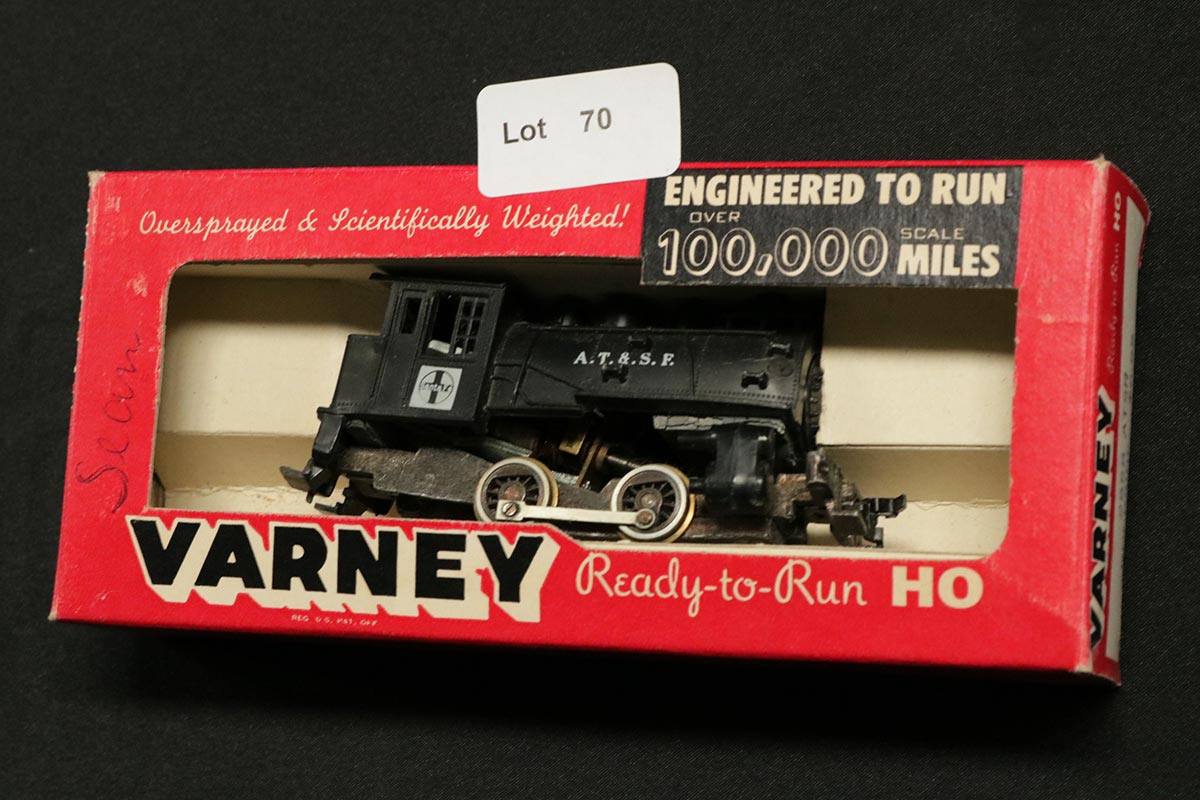 Lot 70
Oversprayed & Scientifically Weighted!
ENGINEERED TO RUN
OVER
100,000 SCALE MILES
Sean
A.T.&.S.F.
VARNEY
REG. U.S. PAT. OFF
Ready-to-Run HO
HO
Ready to Run
VARNEY